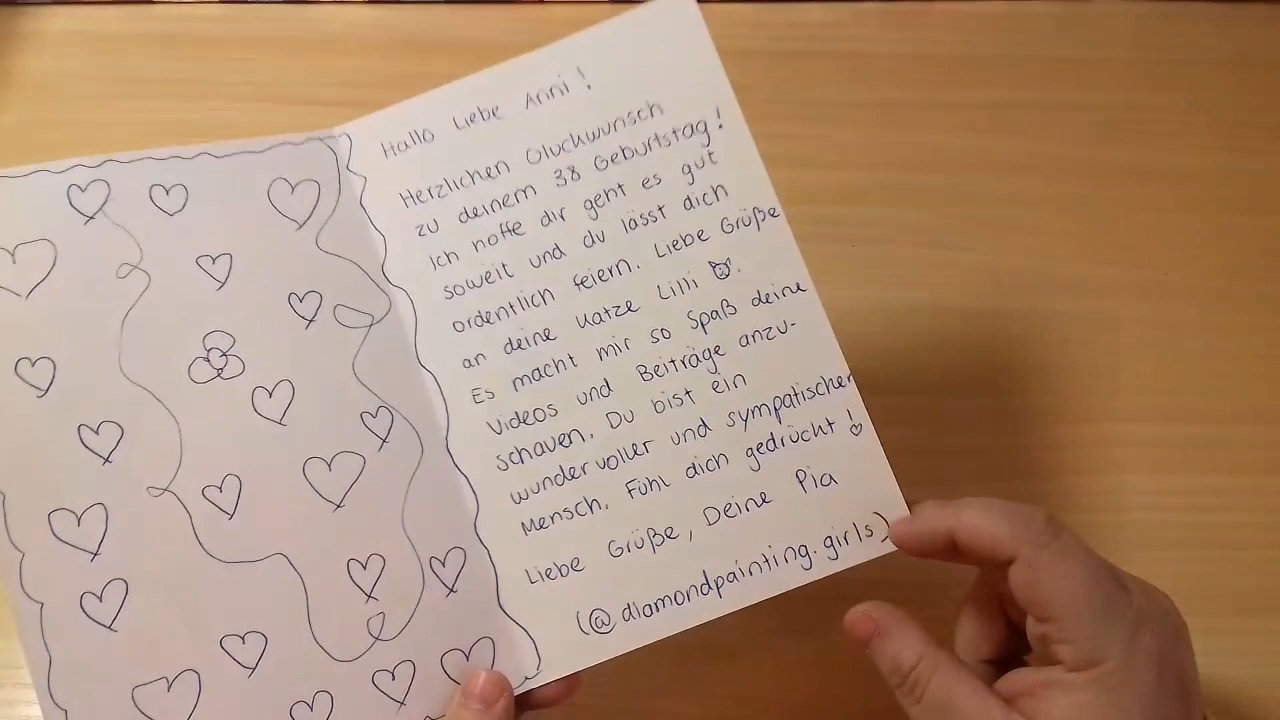 Hallo Liebe Anni!
Herzlichen Glückwunsch
zu deinem 38 Geburtstag!
Ich hoffe dir geht es gut
soweit und du lässt dich
ordentlich feiern. Liebe Grüße
an deine Katze Lilli.
Es macht mir so Spaß deine
Videos und Beiträge anzu-
schauen. Du bist ein
wundervoller und sympatischer
Mensch. Fühl dich gedrückt!
Liebe Grüße, Deine Pia
(@diamondpainting.girls)